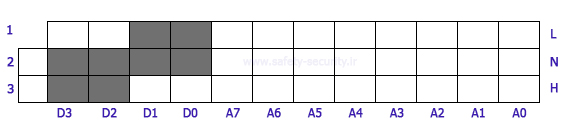 1 L
2 www.safety-security.ir N
3 H
D3 D2 D1 D0 A7 A6 A5 A4 A3 A2 A1 A0